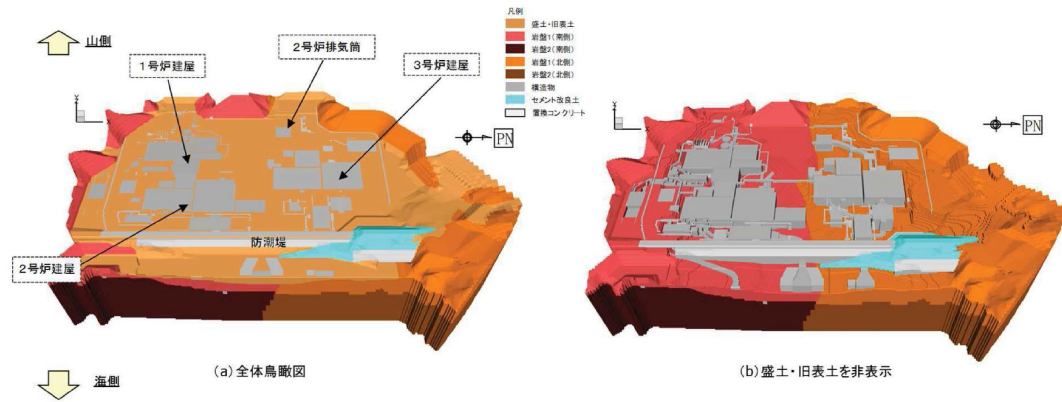 山側
1号炉建屋
2号炉排気筒
3号炉建屋
凡例
盛土・旧表土
岩盤1(南側)
岩盤2(南側)
岩盤1(北側)
岩盤2(北側)
構造物
セメント改良土
置換コンクリート
PN
PN
防潮堤
2号炉建屋
(a)全体鳥瞰図
(b)盛土・旧表土を非表示
海側